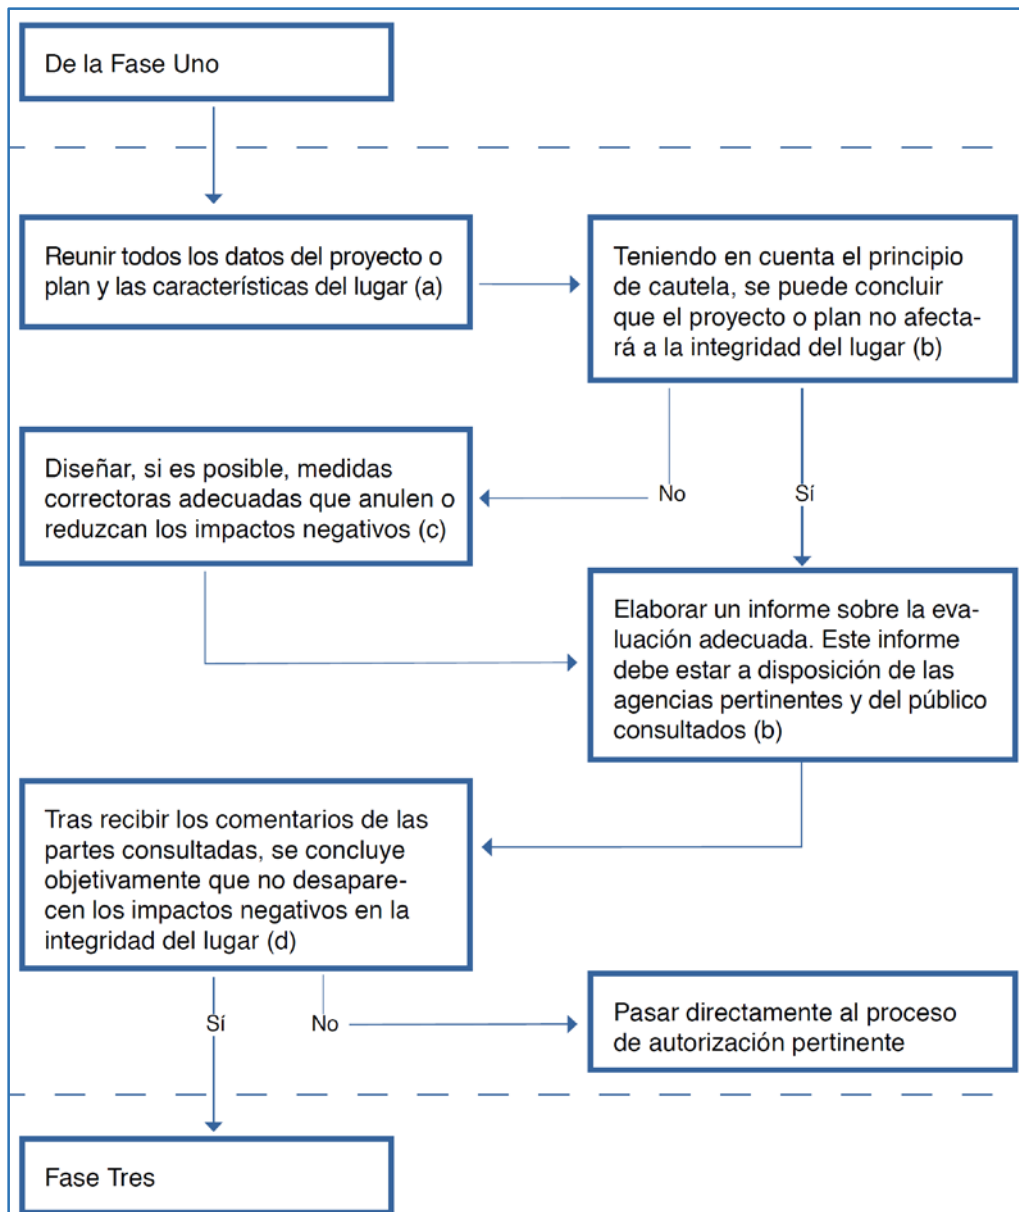 De la Fase Uno
Reunir todos los datos del proyecto o
plan y las características del lugar (a)
Teniendo en cuenta el principio
de cautela, se puede concluir
que el proyecto o plan no afecta-
rá a la integridad del lugar (b)
No
Sí
Diseñar, si es posible, medidas
correctoras adecuadas que anulen o
reduzcan los impactos negativos (c)
Elaborar un informe sobre la eva-
luación adecuada. Este informe
debe estar a disposición de las
agencias pertinentes y del público
consultados (b)
Tras recibir los comentarios de las
partes consultadas, se concluye
objetivamente que no desapare-
cen los impactos negativos en la
integridad del lugar (d)
Sí
No
Pasar directamente al proceso
de autorización pertinente
Fase Tres